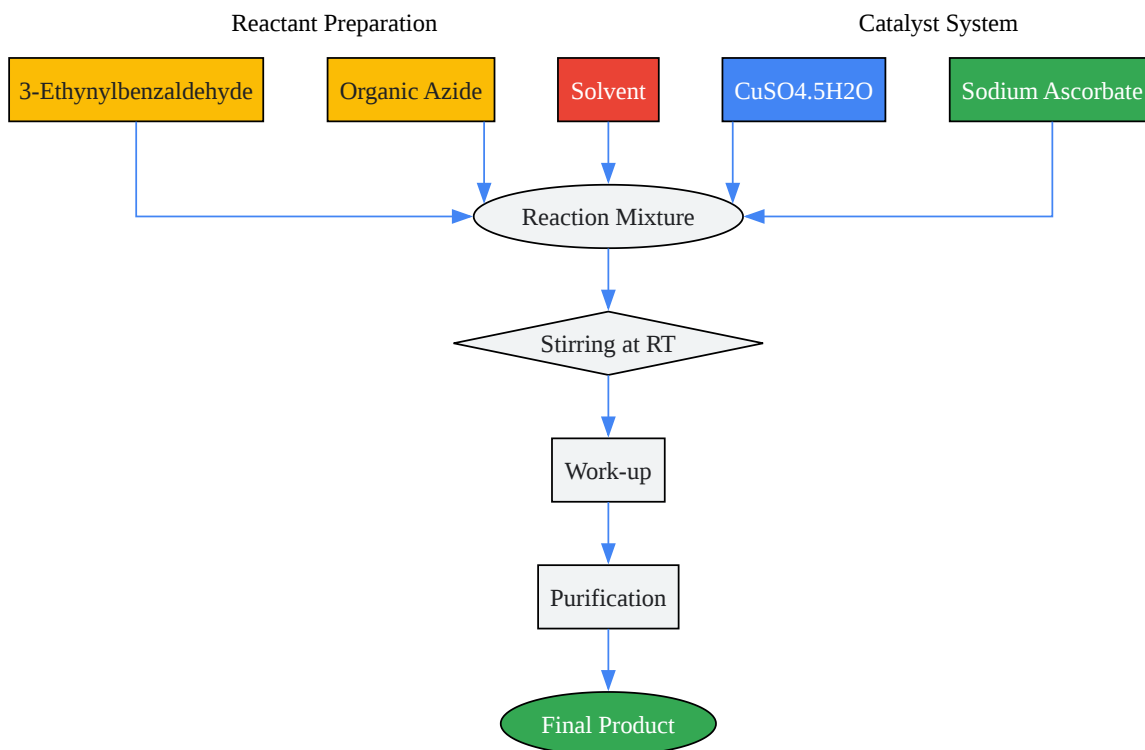 Reactant Preparation
Catalyst System
3-Ethynylbenzaldehyde
Organic Azide
Solvent
CuSO4.5H2O
Sodium Ascorbate
Reaction Mixture
Stirring at RT
Work-up
Purification
Final Product